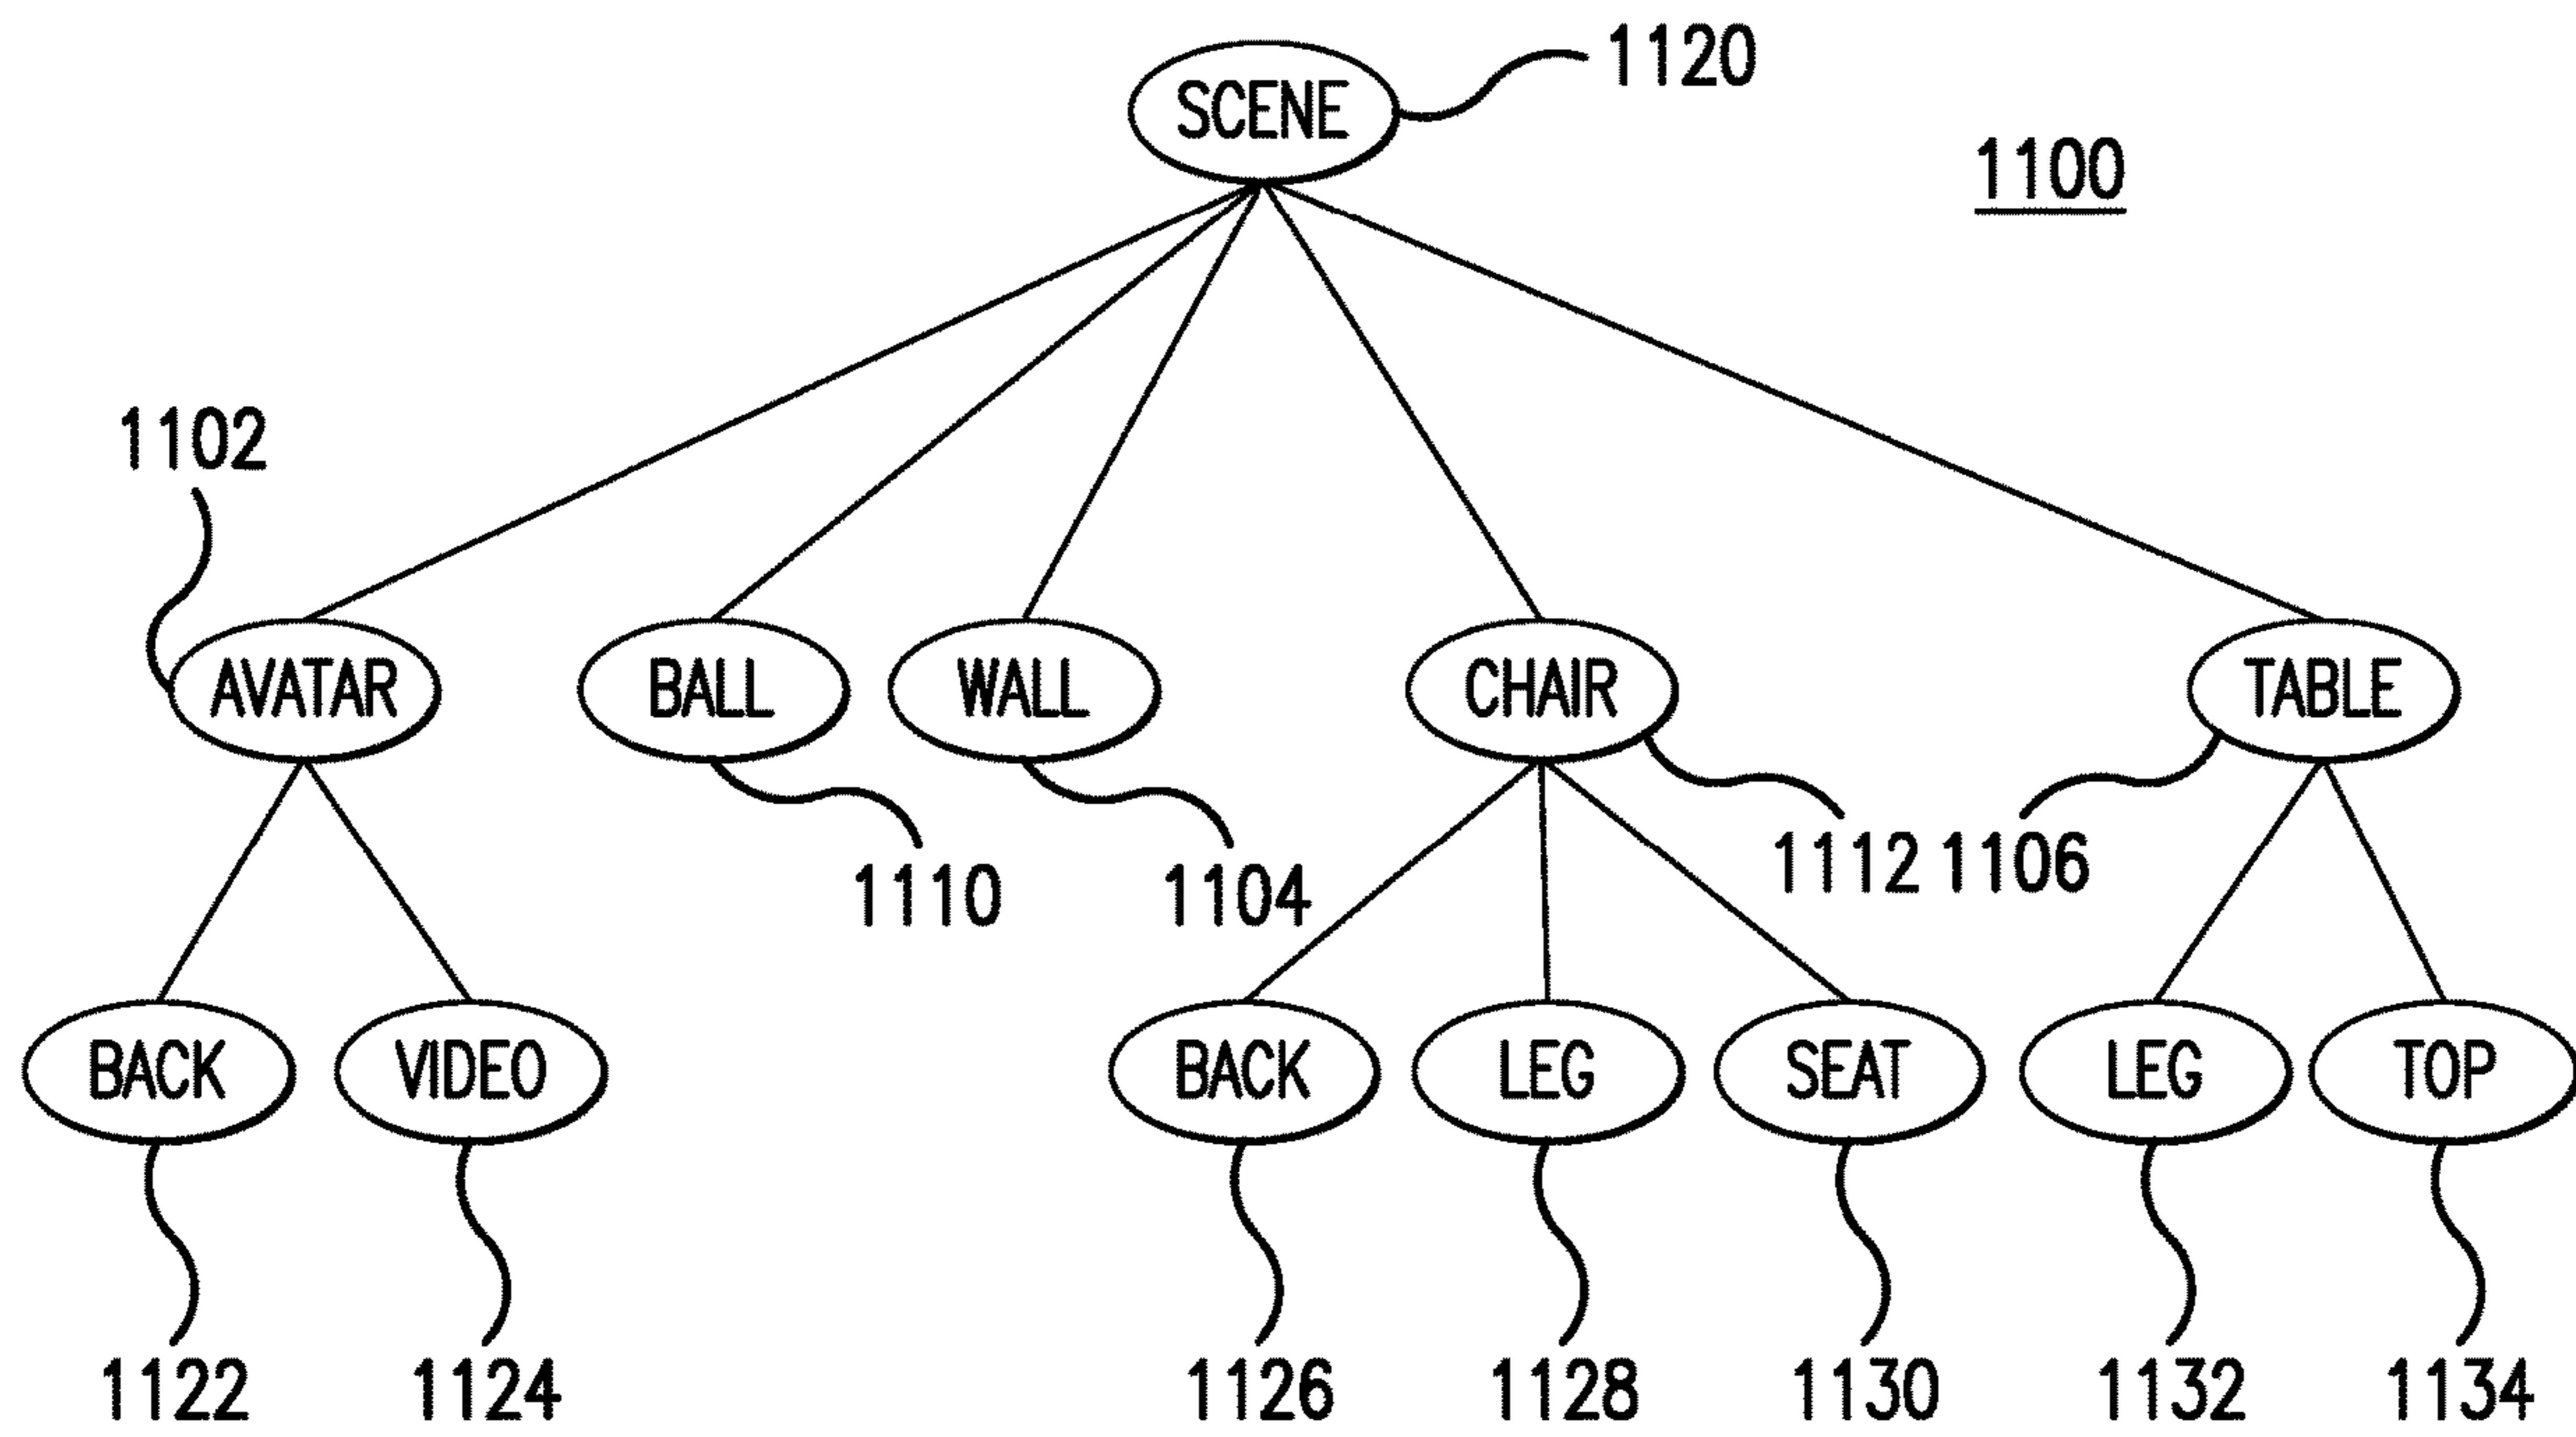 1120
SCENE
1100
1102
AVATAR
BALL
WALL
CHAIR
TABLE
1110
1104
1112
1106
BACK
VIDEO
BACK
LEG
SEAT
LEG
TOP
1122
1124
1126
1128
1130
1132
1134